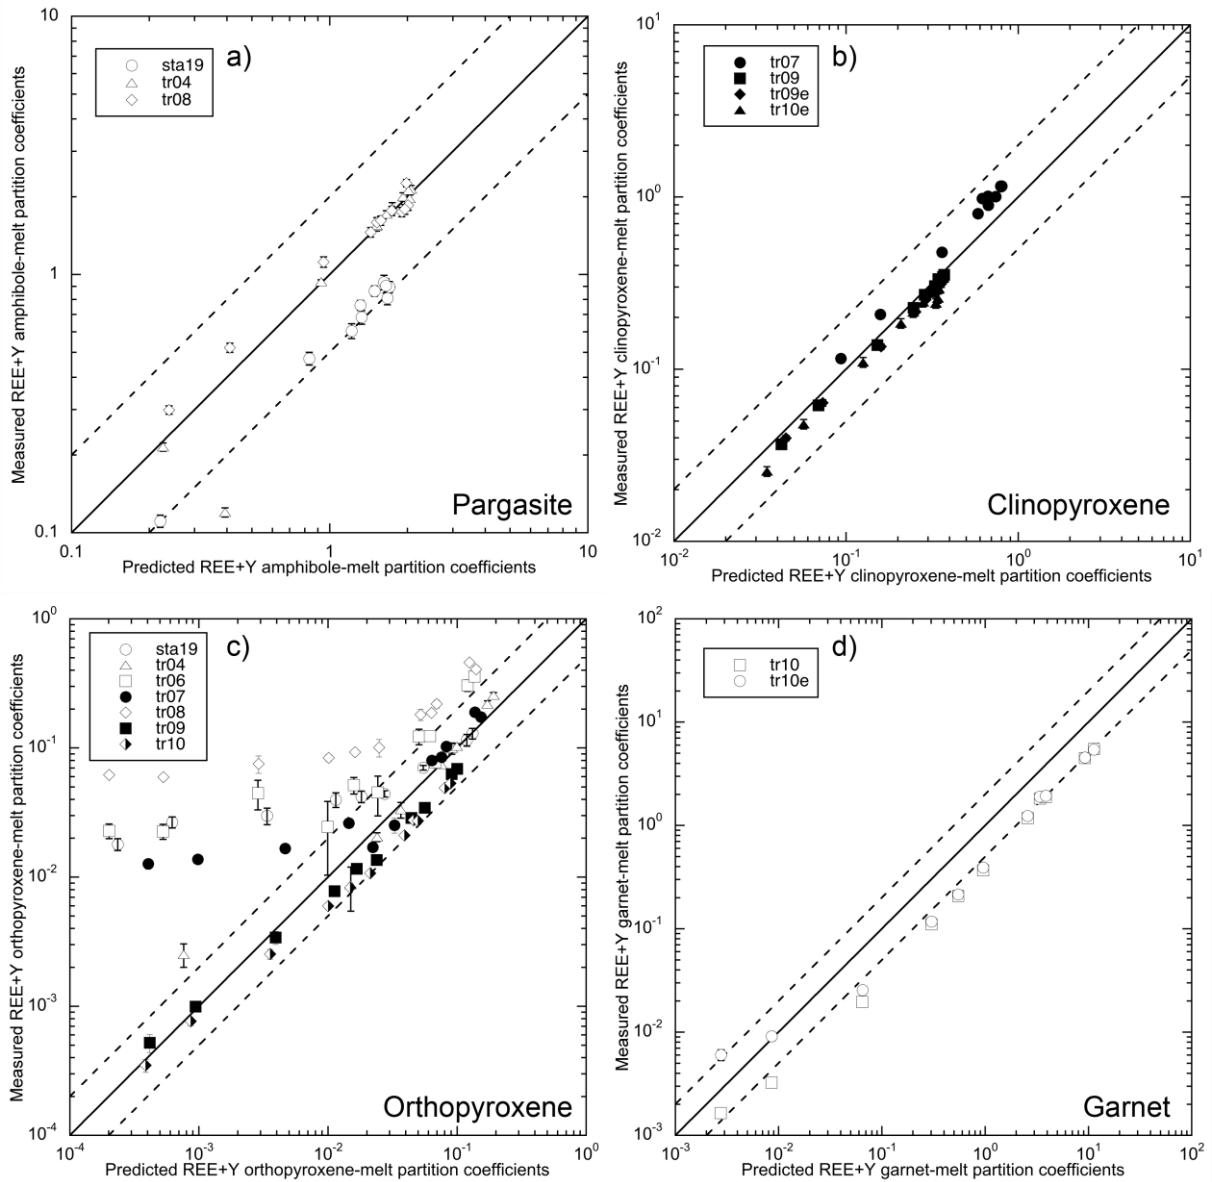 a)
sta19
tr04
tr08
10
1
0.1
0.1
1
10
Measured REE+Y amphibole-melt partition coefficients
Predicted REE+Y amphibole-melt partition coefficients
Pargasite
b)
tr07
tr09
tr09e
tr10e
10^1
10^0
10^-1
10^-2
10^-2
10^-1
10^0
10^1
Measured REE+Y clinopyroxene-melt partition coefficients
Predicted REE+Y clinopyroxene-melt partition coefficients
Clinopyroxene
c)
sta19
tr04
tr06
tr07
tr08
tr09
tr10
10^0
10^-1
10^-2
10^-3
10^-4
10^-4
10^-3
10^-2
10^-1
10^0
Measured REE+Y orthopyroxene-melt partition coefficients
Predicted REE+Y orthopyroxene-melt partition coefficients
Orthopyroxene
d)
tr10
tr10e
10^2
10^1
10^0
10^-1
10^-2
10^-3
10^-3
10^-2
10^-1
10^0
10^1
10^2
Measured REE+Y garnet-melt partition coefficients
Predicted REE+Y garnet-melt partition coefficients
Garnet